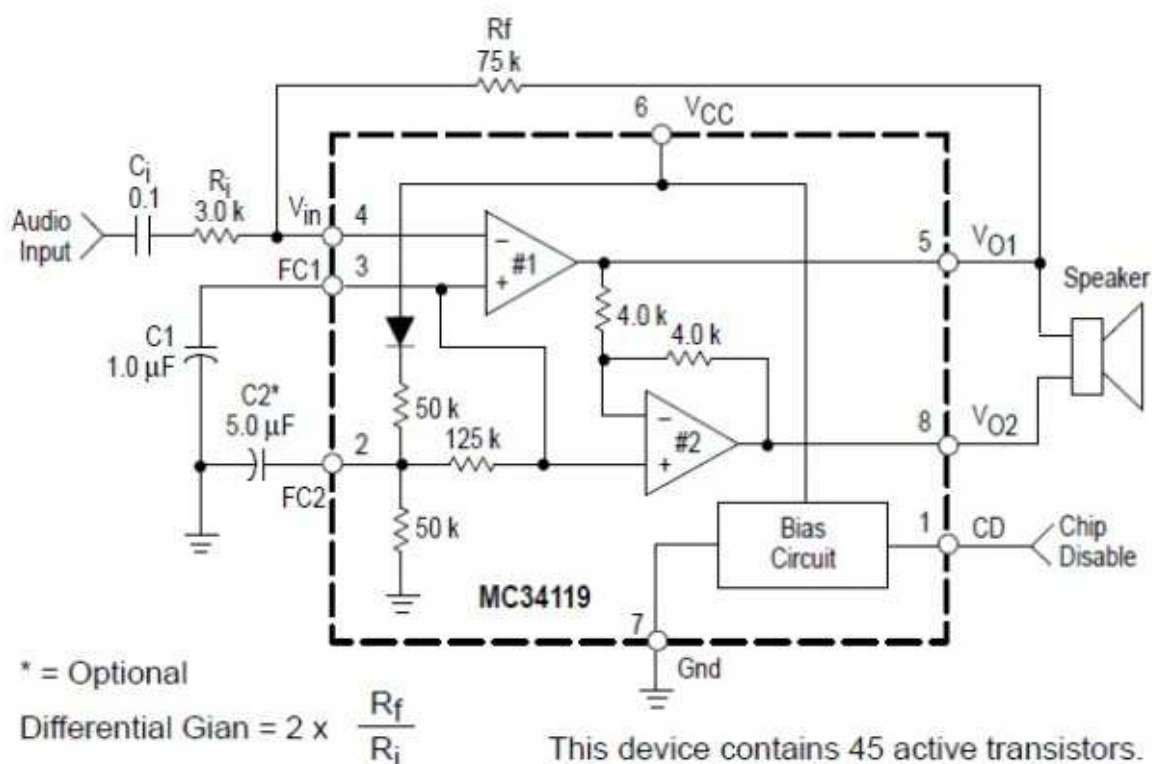 Rf
75 k
6
VCC
Ci
0.1
Ri
3.0 k
Audio
Input
Vin
4
FC1
3
–
+
#1
5
VO1
Speaker
4.0 k
4.0 k
C1
1.0 µF
C2*
5.0 µF
50 k
2
FC2
125 k
–
+
#2
8
VO2
50 k
Bias
Circuit
1
CD
Chip
Disable
MC34119
7
Gnd
* = Optional
Differential Gian = 2 x Rf
Ri
This device contains 45 active transistors.